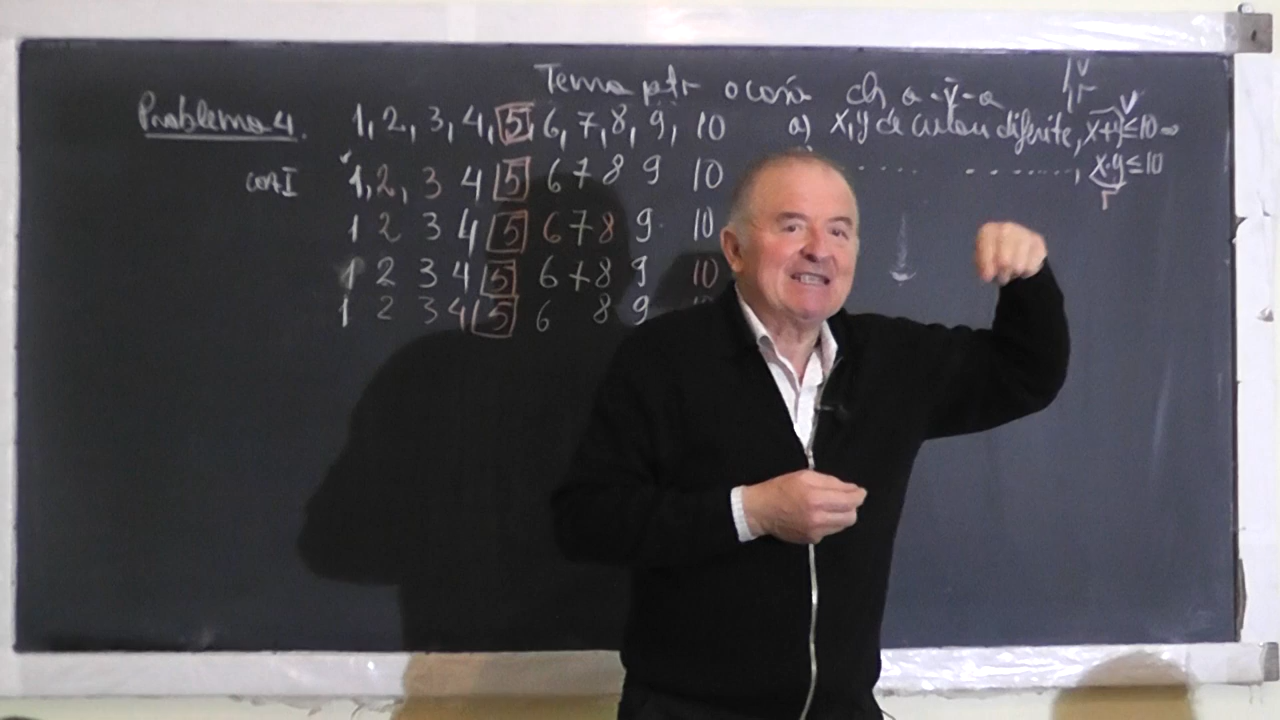 Tema ptr acasă cls a-V-a V r
Problema 4. 1, 2, 3, 4, 5, 6, 7, 8, 9, 10 a) x,y de culori diferite, x+y≤10 V
caz I 1, 2, 3 4 5 6 7 8 9 10 . . . . . . . . . . . . , x·y≤10
r
1 2 3 4 5 6 7 8 9 10
1 2 3 4 5 6 7 8 9 10
1 2 3 4 5 6 8 9